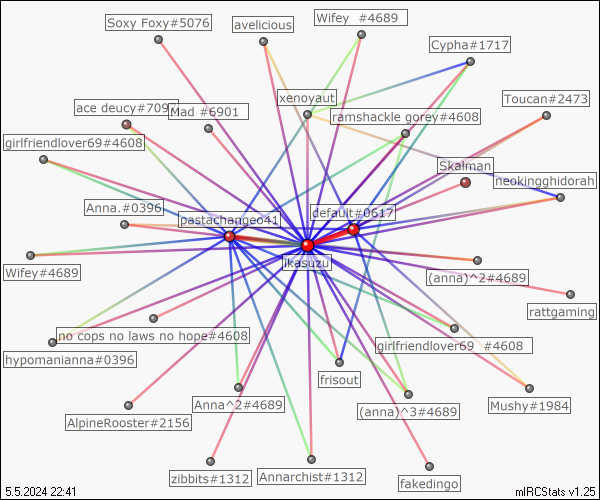 Soxy Foxy#5076
avelicious
Wifey  #4689
Cypha#1717
xenoyaut
Toucan#2473
ace deucy#709
Mad #6901
ramshackle gorey#4608
girlfriendlover69#4608
Skalman
neokingghidorah
Anna.#0396
pastachange041
default#0617
ikasuzu
Wifey#4689
(anna)^2#4689
rattgaming
no cops no laws no hope#4608
girlfriendlover69  #4608
hypomanianna#0396
frisout
Anna^2#4689
(anna)^3#4689
Mushy#1984
AlpineRooster#2156
zibbits#1312
Annarchist#1312
fakedingo
5.5.2024 22:41
mIRCStats v1.25